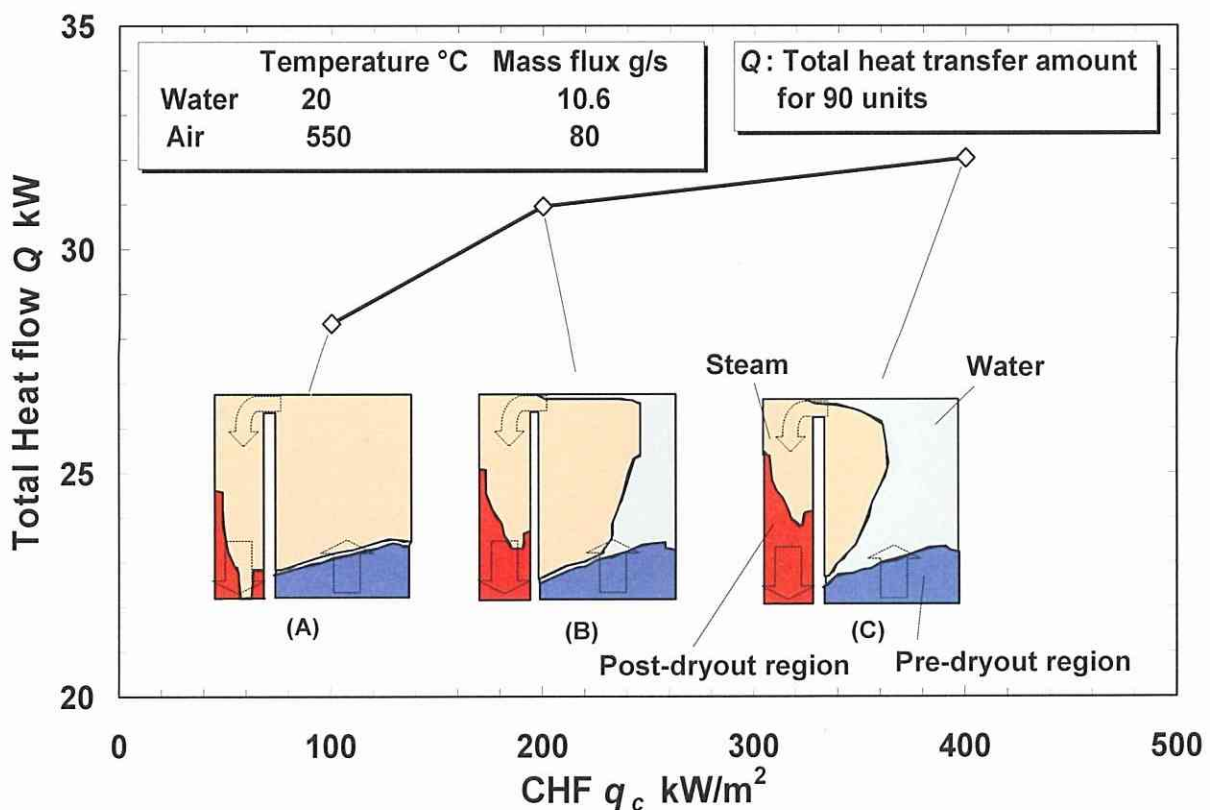 35
30
25
20
Total Heat flow Q kW
Temperature °C Mass flux g/s
Water 20 10.6
Air 550 80
Q : Total heat transfer amount
for 90 units
Steam
Water
(A)
(B)
(C)
Post-dryout region
Pre-dryout region
0 100 200 300 400 500
CHF q c kW/m²